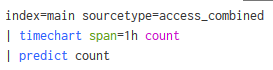 index=main sourcetype=access_combined
| timechart span=1h count
| predict count